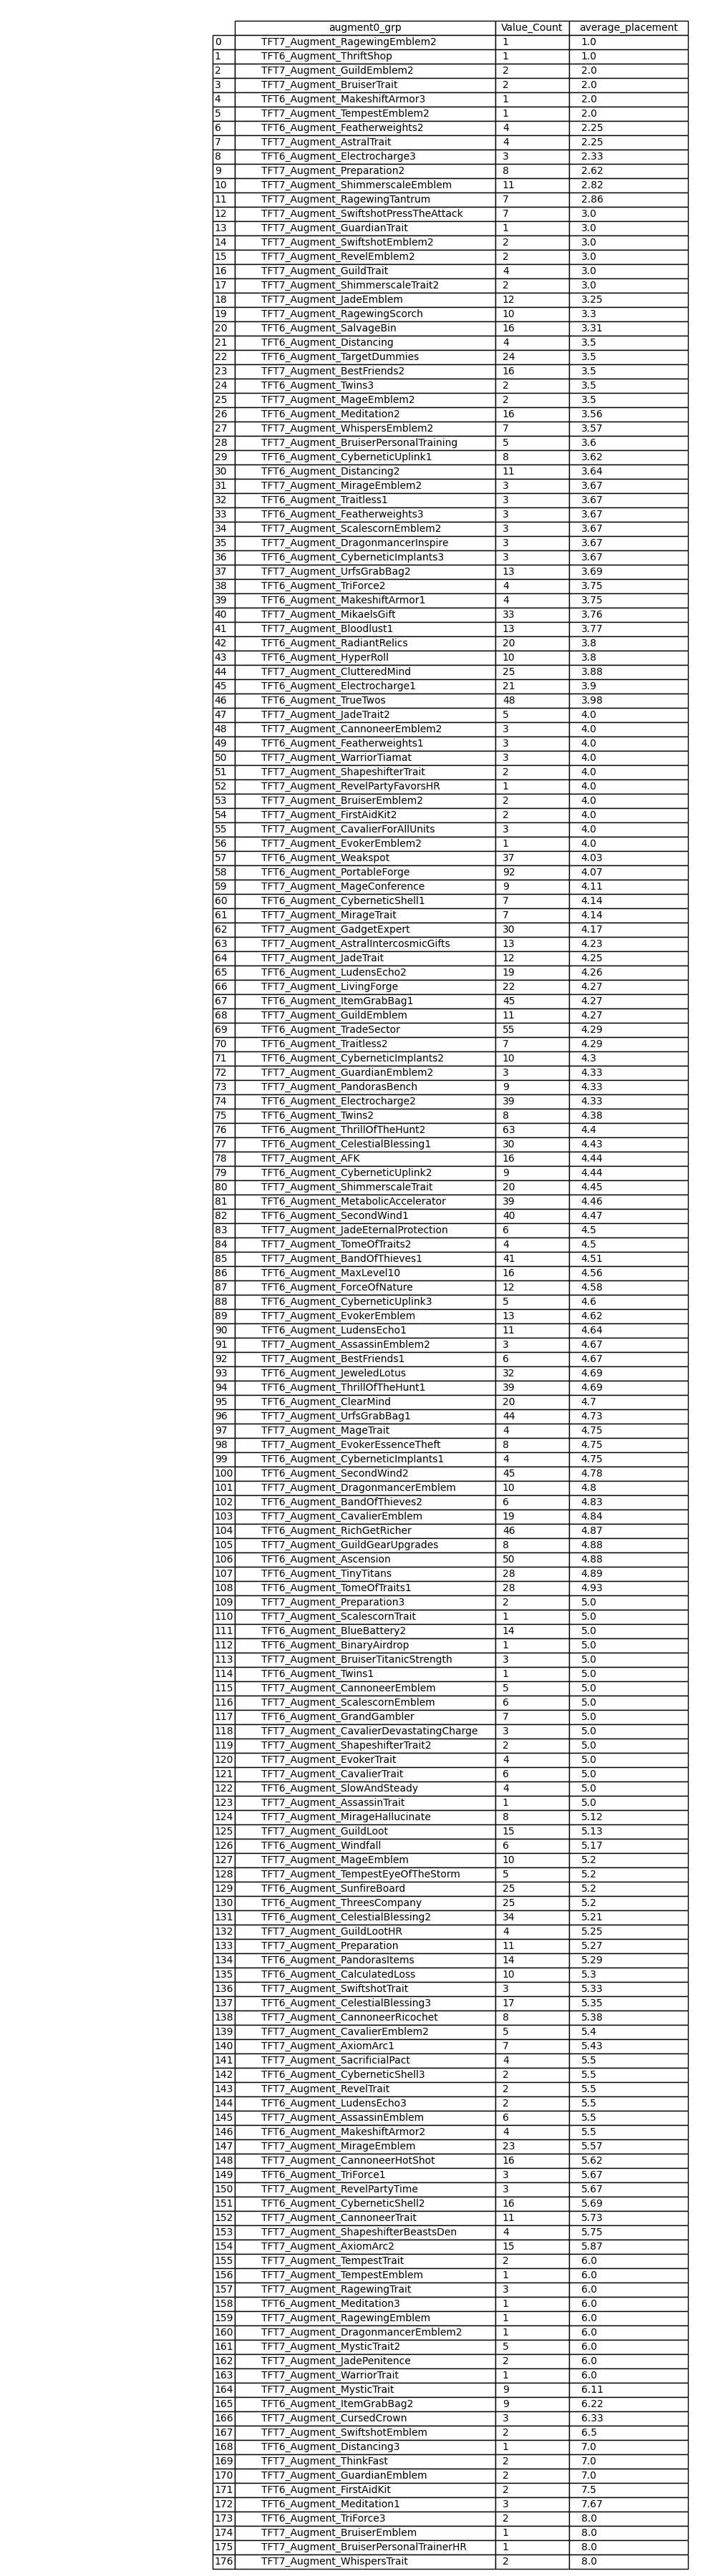 augment0_grp Value_Count average_placement
0 TFT7_Augment_RagewingEmblem2 1 1.0
1 TFT6_Augment_ThriftShop 1 1.0
2 TFT7_Augment_GuildEmblem2 2 2.0
3 TFT7_Augment_BruiserTrait 2 2.0
4 TFT6_Augment_MakeshiftArmor3 1 2.0
5 TFT7_Augment_TempestEmblem2 1 2.0
6 TFT6_Augment_Featherweights2 4 2.25
7 TFT7_Augment_AstralTrait 4 2.25
8 TFT6_Augment_Electrocharge3 3 2.33
9 TFT7_Augment_Preparation2 8 2.62
10 TFT7_Augment_ShimmerscaleEmblem 11 2.82
11 TFT7_Augment_RagewingTantrum 7 2.86
12 TFT7_Augment_SwiftshotPressTheAttack 7 3.0
13 TFT7_Augment_GuardianTrait 1 3.0
14 TFT7_Augment_SwiftshotEmblem2 2 3.0
15 TFT7_Augment_RevelEmblem2 2 3.0
16 TFT7_Augment_GuildTrait 4 3.0
17 TFT7_Augment_ShimmerscaleTrait2 2 3.0
18 TFT7_Augment_JadeEmblem 12 3.25
19 TFT7_Augment_RagewingScorch 10 3.3
20 TFT6_Augment_SalvageBin 16 3.31
21 TFT6_Augment_Distancing 4 3.5
22 TFT6_Augment_TargetDummies 24 3.5
23 TFT7_Augment_BestFriends2 16 3.5
24 TFT6_Augment_Twins3 2 3.5
25 TFT7_Augment_MageEmblem2 2 3.5
26 TFT6_Augment_Meditation2 16 3.56
27 TFT7_Augment_WhispersEmblem2 7 3.57
28 TFT7_Augment_BruiserPersonalTraining 5 3.6
29 TFT6_Augment_CyberneticUplink1 8 3.62
30 TFT6_Augment_Distancing2 11 3.64
31 TFT7_Augment_MirageEmblem2 3 3.67
32 TFT6_Augment_Traitless1 3 3.67
33 TFT6_Augment_Featherweights3 3 3.67
34 TFT7_Augment_ScalescornEmblem2 3 3.67
35 TFT7_Augment_DragonmancerInspire 3 3.67
36 TFT6_Augment_CyberneticImplants3 3 3.67
37 TFT7_Augment_UrfsGrabBag2 13 3.69
38 TFT6_Augment_TriForce2 4 3.75
39 TFT6_Augment_MakeshiftArmor1 4 3.75
40 TFT7_Augment_MikaelsGift 33 3.76
41 TFT7_Augment_Bloodlust1 13 3.77
42 TFT6_Augment_RadiantRelics 20 3.8
43 TFT6_Augment_HyperRoll 10 3.8
44 TFT7_Augment_ClutteredMind 25 3.88
45 TFT6_Augment_Electrocharge1 21 3.9
46 TFT6_Augment_TrueTwos 48 3.98
47 TFT7_Augment_JadeTrait2 5 4.0
48 TFT7_Augment_CannoneerEmblem2 3 4.0
49 TFT6_Augment_Featherweights1 3 4.0
50 TFT7_Augment_WarriorTiamat 3 4.0
51 TFT7_Augment_ShapeshifterTrait 2 4.0
52 TFT7_Augment_RevelPartyFavorsHR 1 4.0
53 TFT7_Augment_BruiserEmblem2 2 4.0
54 TFT6_Augment_FirstAidKit2 2 4.0
55 TFT7_Augment_CavalierForAllUnits 3 4.0
56 TFT7_Augment_EvokerEmblem2 1 4.0
57 TFT6_Augment_Weakspot 37 4.03
58 TFT6_Augment_PortableForge 92 4.07
59 TFT7_Augment_MageConference 9 4.11
60 TFT6_Augment_CyberneticShell1 7 4.14
61 TFT7_Augment_MirageTrait 7 4.14
62 TFT7_Augment_GadgetExpert 30 4.17
63 TFT7_Augment_AstralIntercosmicGifts 13 4.23
64 TFT7_Augment_JadeTrait 12 4.25
65 TFT6_Augment_LudensEcho2 19 4.26
66 TFT7_Augment_LivingForge 22 4.27
67 TFT6_Augment_ItemGrabBag1 45 4.27
68 TFT7_Augment_GuildEmblem 11 4.27
69 TFT6_Augment_TradeSector 55 4.29
70 TFT6_Augment_Traitless2 7 4.29
71 TFT6_Augment_CyberneticImplants2 10 4.3
72 TFT7_Augment_GuardianEmblem2 3 4.33
73 TFT7_Augment_PandorasBench 9 4.33
74 TFT6_Augment_Electrocharge2 39 4.33
75 TFT6_Augment_Twins2 8 4.38
76 TFT6_Augment_ThrillOfTheHunt2 63 4.4
77 TFT6_Augment_CelestialBlessing1 30 4.43
78 TFT7_Augment_AFK 16 4.44
79 TFT6_Augment_CyberneticUplink2 9 4.44
80 TFT7_Augment_ShimmerscaleTrait 20 4.45
81 TFT6_Augment_MetabolicAccelerator 39 4.46
82 TFT6_Augment_SecondWind1 40 4.47
83 TFT7_Augment_JadeEternalProtection 6 4.5
84 TFT7_Augment_TomeOfTraits2 4 4.5
85 TFT7_Augment_BandOfThieves1 41 4.51
86 TFT6_Augment_MaxLevel10 16 4.56
87 TFT6_Augment_ForceOfNature 12 4.58
88 TFT6_Augment_CyberneticUplink3 5 4.6
89 TFT7_Augment_EvokerEmblem 13 4.62
90 TFT6_Augment_LudensEcho1 11 4.64
91 TFT7_Augment_AssassinEmblem2 3 4.67
92 TFT7_Augment_BestFriends1 6 4.67
93 TFT6_Augment_JeweledLotus 32 4.69
94 TFT6_Augment_ThrillOfTheHunt1 39 4.69
95 TFT6_Augment_ClearMind 20 4.7
96 TFT7_Augment_UrfsGrabBag1 44 4.73
97 TFT7_Augment_MageTrait 4 4.75
98 TFT7_Augment_EvokerEssenceTheft 8 4.75
99 TFT6_Augment_CyberneticImplants1 4 4.75
100 TFT6_Augment_SecondWind2 45 4.78
101 TFT7_Augment_DragonmancerEmblem 10 4.8
102 TFT6_Augment_BandOfThieves2 6 4.83
103 TFT7_Augment_CavalierEmblem 19 4.84
104 TFT6_Augment_RichGetRicher 46 4.87
105 TFT7_Augment_GuildGearUpgrades 8 4.88
106 TFT6_Augment_Ascension 50 4.88
107 TFT6_Augment_TinyTitans 28 4.89
108 TFT6_Augment_TomeOfTraits1 28 4.93
109 TFT7_Augment_Preparation3 2 5.0
110 TFT7_Augment_ScalescornTrait 1 5.0
111 TFT6_Augment_BlueBattery2 14 5.0
112 TFT6_Augment_BinaryAirdrop 1 5.0
113 TFT7_Augment_BruiserTitanicStrength 3 5.0
114 TFT6_Augment_Twins1 1 5.0
115 TFT7_Augment_CannoneerEmblem 5 5.0
116 TFT7_Augment_ScalescornEmblem 6 5.0
117 TFT6_Augment_GrandGambler 7 5.0
118 TFT7_Augment_CavalierDevastatingCharge 3 5.0
119 TFT7_Augment_ShapeshifterTrait2 2 5.0
120 TFT7_Augment_EvokerTrait 4 5.0
121 TFT7_Augment_CavalierTrait 6 5.0
122 TFT6_Augment_SlowAndSteady 4 5.0
123 TFT7_Augment_AssassinTrait 1 5.0
124 TFT7_Augment_MirageHallucinate 8 5.12
125 TFT7_Augment_GuildLoot 15 5.13
126 TFT6_Augment_Windfall 6 5.17
127 TFT7_Augment_MageEmblem 10 5.2
128 TFT7_Augment_TempestEyeOfTheStorm 5 5.2
129 TFT6_Augment_SunfireBoard 25 5.2
130 TFT6_Augment_ThreesCompany 25 5.2
131 TFT6_Augment_CelestialBlessing2 34 5.21
132 TFT7_Augment_GuildLootHR 4 5.25
133 TFT7_Augment_Preparation 11 5.27
134 TFT6_Augment_PandorasItems 14 5.29
135 TFT6_Augment_CalculatedLoss 10 5.3
136 TFT7_Augment_SwiftshotTrait 3 5.33
137 TFT6_Augment_CelestialBlessing3 17 5.35
138 TFT7_Augment_CannoneerRicochet 8 5.38
139 TFT7_Augment_CavalierEmblem2 5 5.4
140 TFT7_Augment_AxiomArc1 7 5.43
141 TFT7_Augment_SacrificialPact 4 5.5
142 TFT6_Augment_CyberneticShell3 2 5.5
143 TFT7_Augment_RevelTrait 2 5.5
144 TFT6_Augment_LudensEcho3 2 5.5
145 TFT7_Augment_AssassinEmblem 6 5.5
146 TFT6_Augment_MakeshiftArmor2 4 5.5
147 TFT7_Augment_MirageEmblem 23 5.57
148 TFT7_Augment_CannoneerHotShot 16 5.62
149 TFT6_Augment_TriForce1 3 5.67
150 TFT7_Augment_RevelPartyTime 3 5.67
151 TFT6_Augment_CyberneticShell2 16 5.69
152 TFT7_Augment_CannoneerTrait 11 5.73
153 TFT7_Augment_ShapeshifterBeastsDen 4 5.75
154 TFT7_Augment_AxiomArc2 15 5.87
155 TFT7_Augment_TempestTrait 2 6.0
156 TFT7_Augment_TempestEmblem 1 6.0
157 TFT7_Augment_RagewingTrait 3 6.0
158 TFT6_Augment_Meditation3 1 6.0
159 TFT7_Augment_RagewingEmblem 1 6.0
160 TFT7_Augment_DragonmancerEmblem2 1 6.0
161 TFT7_Augment_MysticTrait2 5 6.0
162 TFT7_Augment_JadePenitence 2 6.0
163 TFT7_Augment_WarriorTrait 1 6.0
164 TFT7_Augment_MysticTrait 9 6.11
165 TFT6_Augment_ItemGrabBag2 9 6.22
166 TFT7_Augment_CursedCrown 3 6.33
167 TFT7_Augment_SwiftshotEmblem 2 6.5
168 TFT6_Augment_Distancing3 1 7.0
169 TFT7_Augment_ThinkFast 2 7.0
170 TFT7_Augment_GuardianEmblem 2 7.0
171 TFT6_Augment_FirstAidKit 2 7.5
172 TFT6_Augment_Meditation1 3 7.67
173 TFT6_Augment_TriForce3 2 8.0
174 TFT7_Augment_BruiserEmblem 1 8.0
175 TFT7_Augment_BruiserPersonalTrainerHR 1 8.0
176 TFT7_Augment_WhispersTrait 2 8.0